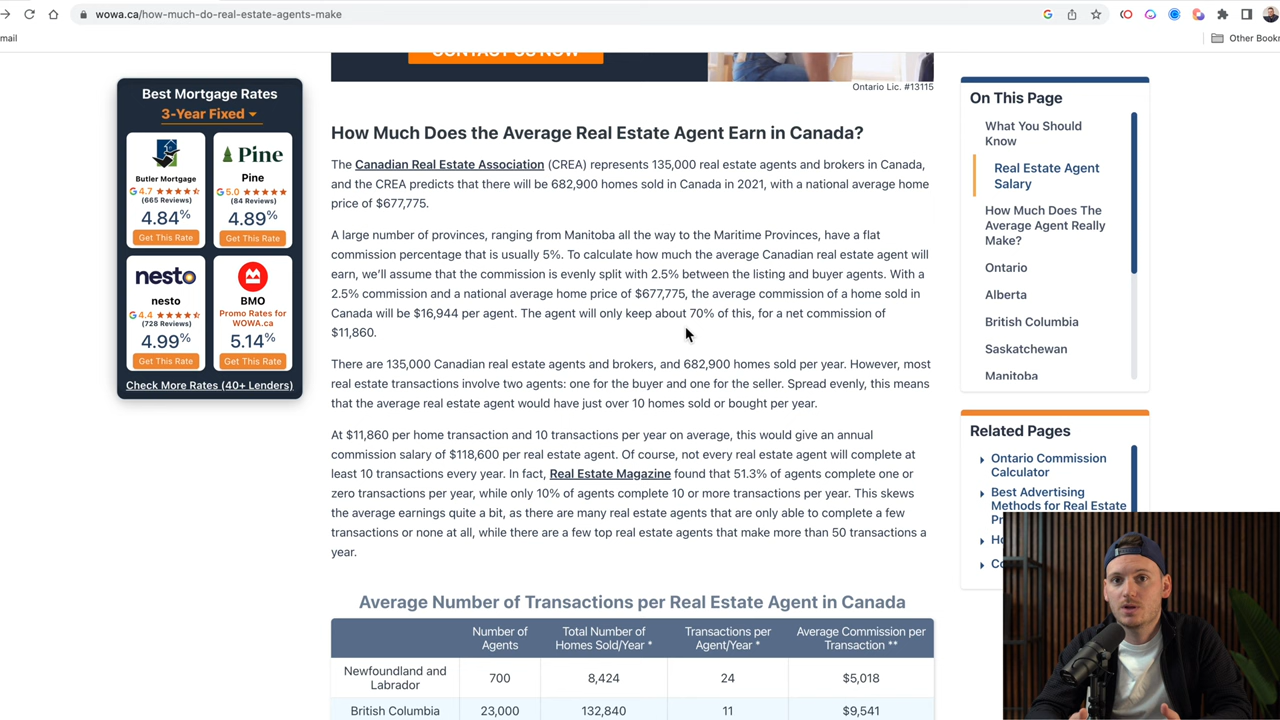 wowa.ca/how-much-do-real-estate-agents-make
mail
Other Bookr
CONTACT US NOW
Ontario Lic. #13115
Best Mortgage Rates
3-Year Fixed
Butler Mortgage
G 4.7
(665 Reviews)
4.84%
Get This Rate
Pine
Pine
G 5.0
(84 Reviews)
4.89%
Get This Rate
nesto
nesto
G 4.4
(728 Reviews)
4.99%
Get This Rate
BMO
Promo Rates for
WOWA.ca
5.14%
Get This Rate
Check More Rates (40+ Lenders)
How Much Does the Average Real Estate Agent Earn in Canada?
The Canadian Real Estate Association (CREA) represents 135,000 real estate agents and brokers in Canada,
and the CREA predicts that there will be 682,900 homes sold in Canada in 2021, with a national average home
price of $677,775.
A large number of provinces, ranging from Manitoba all the way to the Maritime Provinces, have a flat
commission percentage that is usually 5%. To calculate how much the average Canadian real estate agent will
earn, we'll assume that the commission is evenly split with 2.5% between the listing and buyer agents. With a
2.5% commission and a national average home price of $677,775, the average commission of a home sold in
Canada will be $16,944 per agent. The agent will only keep about 70% of this, for a net commission of
$11,860.
There are 135,000 Canadian real estate agents and brokers, and 682,900 homes sold per year. However, most
real estate transactions involve two agents: one for the buyer and one for the seller. Spread evenly, this means
that the average real estate agent would have just over 10 homes sold or bought per year.
At $11,860 per home transaction and 10 transactions per year on average, this would give an annual
commission salary of $118,600 per real estate agent. Of course, not every real estate agent will complete at
least 10 transactions every year. In fact, Real Estate Magazine found that 51.3% of agents complete one or
zero transactions per year, while only 10% of agents complete 10 or more transactions per year. This skews
the average earnings quite a bit, as there are many real estate agents that are only able to complete a few
transactions or none at all, while there are a few top real estate agents that make more than 50 transactions a
year.
Average Number of Transactions per Real Estate Agent in Canada
Number of
Agents
Total Number of
Homes Sold/Year *
Transactions per
Agent/Year *
Average Commission per
Transaction **
Newfoundland and
Labrador
700
8,424
24
$5,018
British Columbia
23,000
132,840
11
$9,541
On This Page
What You Should
Know
Real Estate Agent
Salary
How Much Does The
Average Agent Really
Make?
Ontario
Alberta
British Columbia
Saskatchewan
Manitoba
Related Pages
Ontario Commission
Calculator
Best Advertising
Methods for Real Estate